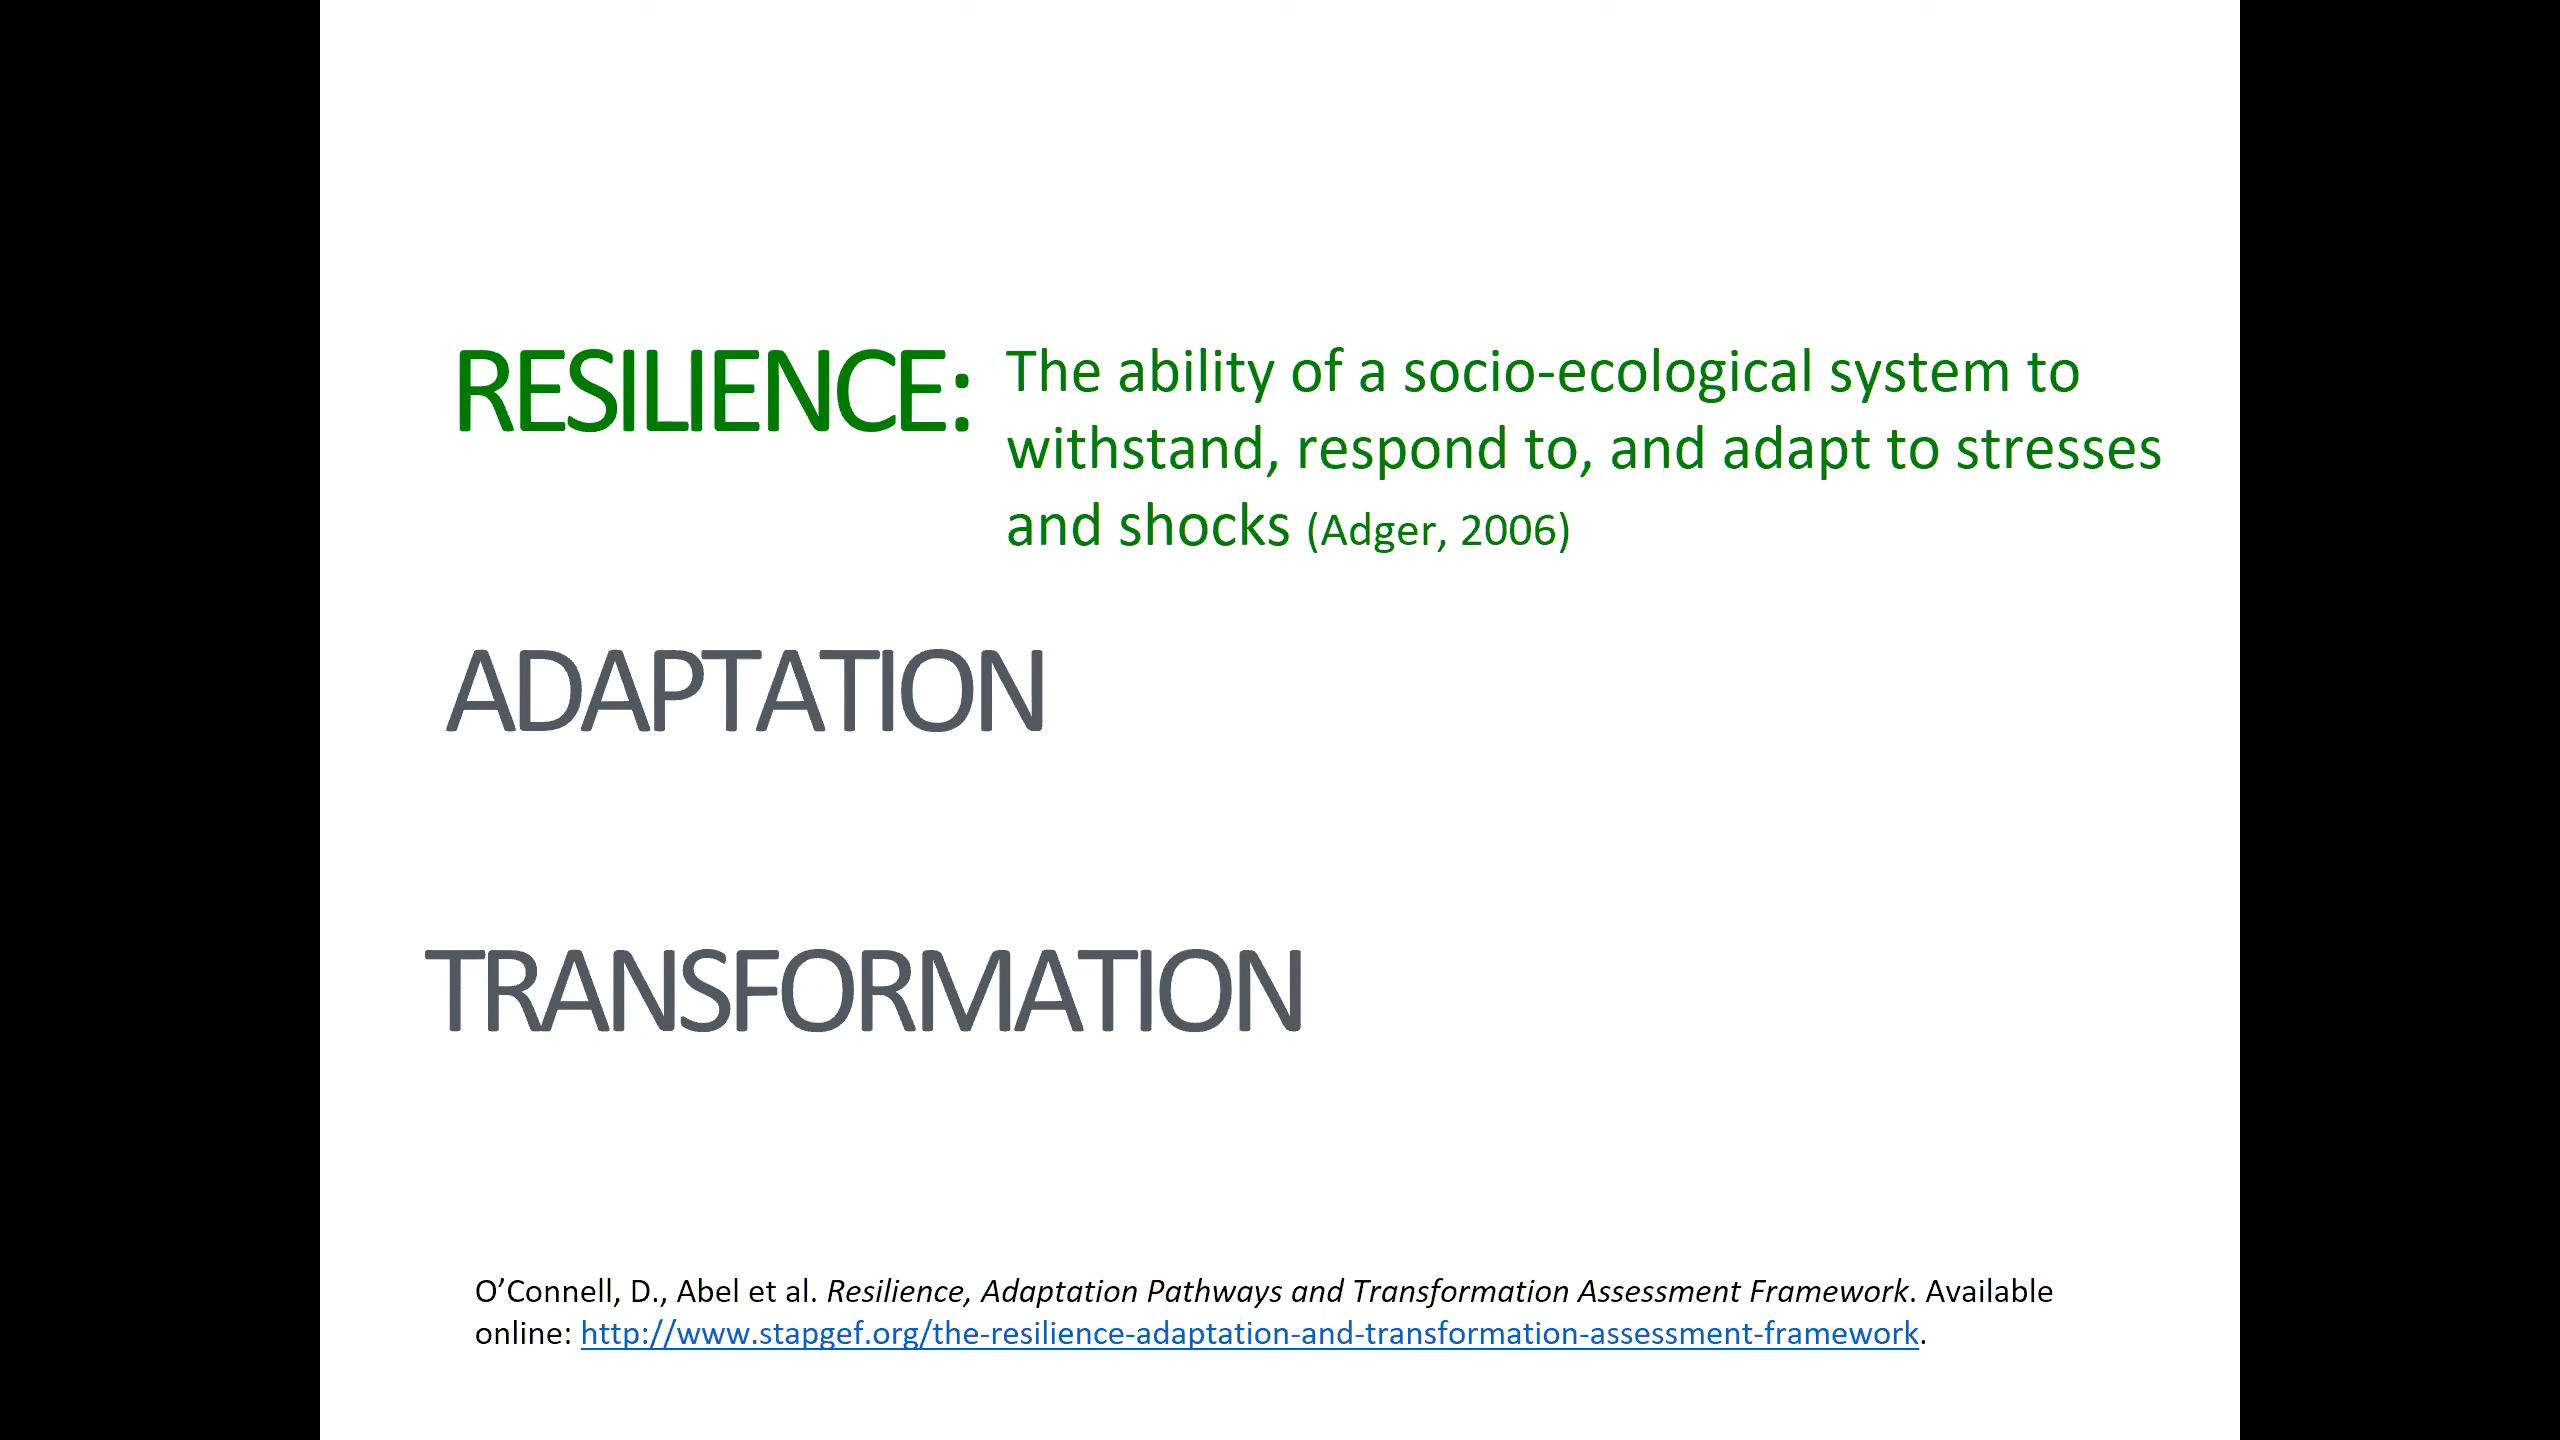 RESILIENCE: The ability of a socio-ecological system to
withstand, respond to, and adapt to stresses
and shocks (Adger, 2006)
ADAPTATION
TRANSFORMATION
O’Connell, D., Abel et al. Resilience, Adaptation Pathways and Transformation Assessment Framework. Available
online: http://www.stapgef.org/the-resilience-adaptation-and-transformation-assessment-framework.